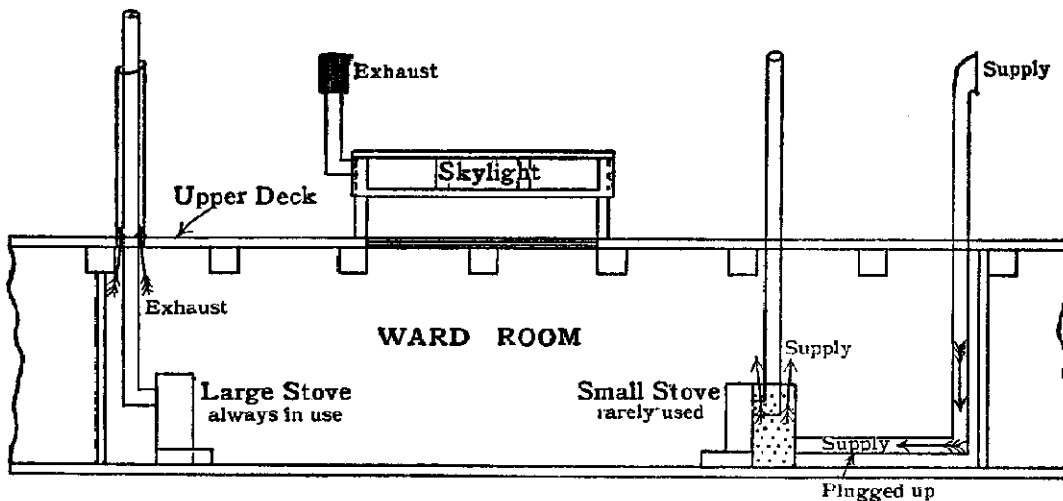 Exhaust
Supply
Skylight
Upper Deck
Exhaust
WARD ROOM
Supply
Large Stove
always in use
Small Stove
rarely used
Supply
Plugged up